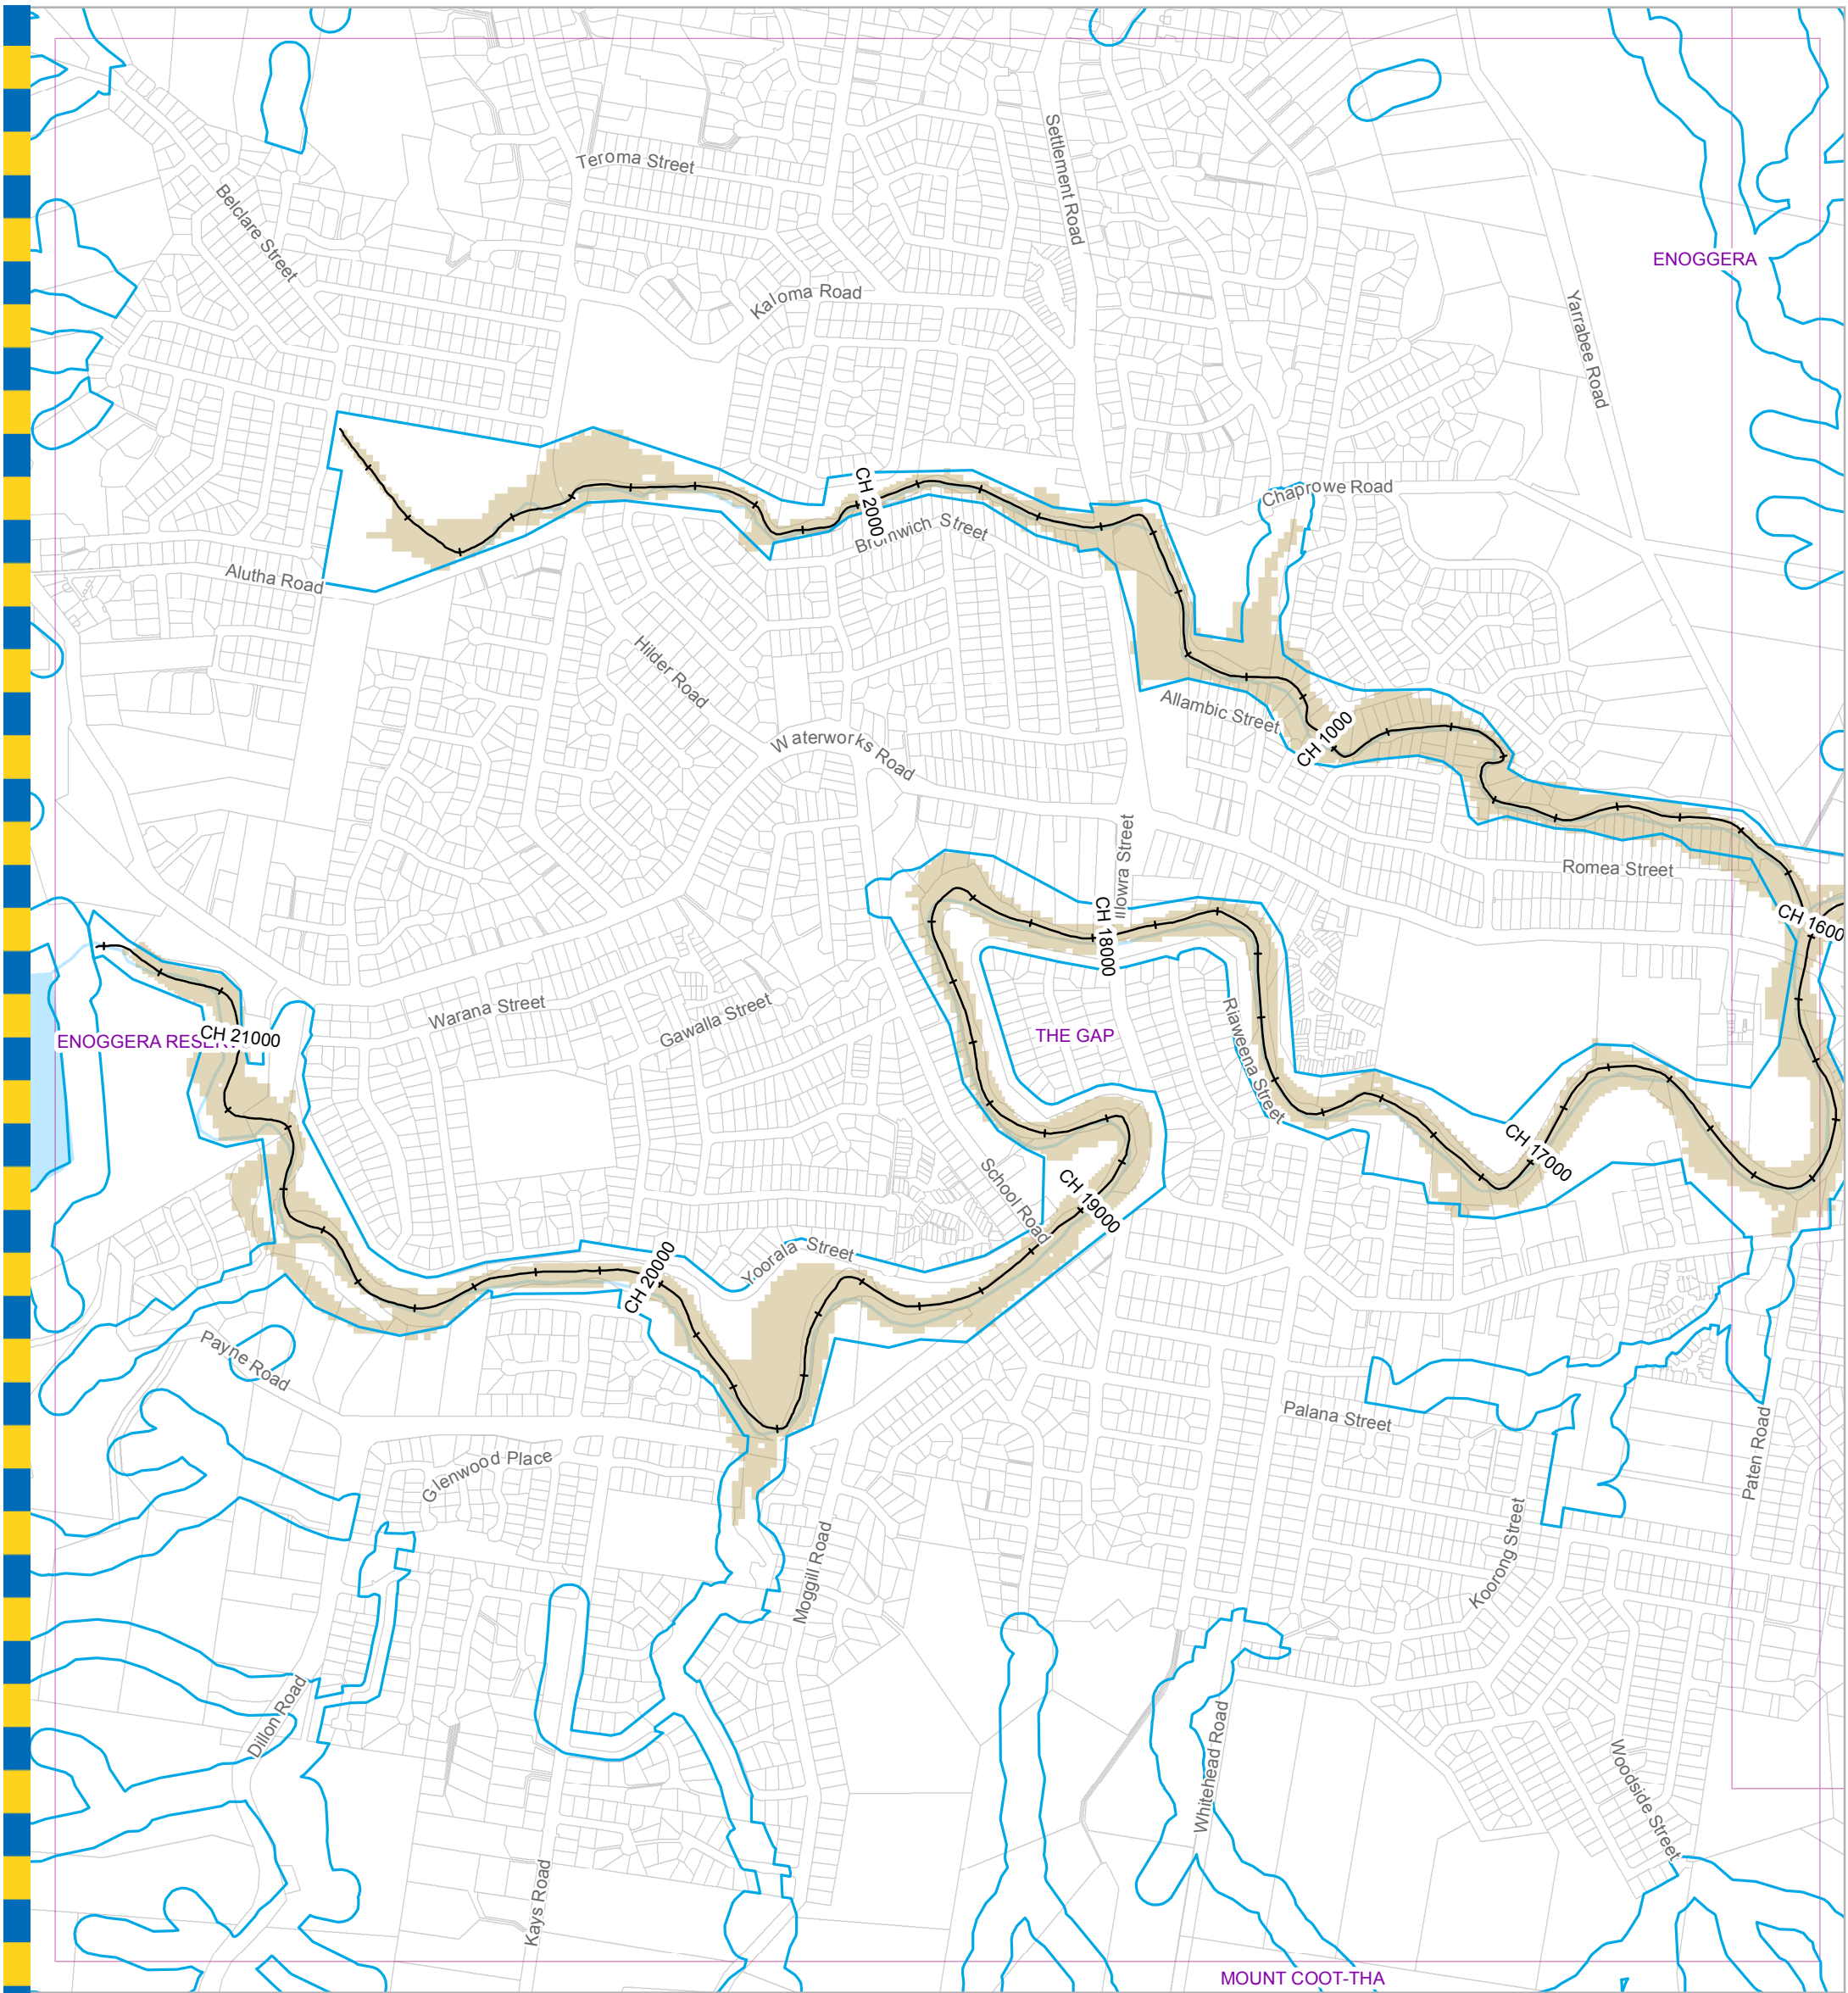 Teroma Street
Settlement Road
Belclare Street
ENOGGERA
Kaloma Road
Yarrabee Road
CH 2000
Chaprowe Road
Bromwich Street
Alutha Road
Hilder Road
Allambic Street
CH 1000
Waterworks Road
Illowra Street
Romea Street
CH 1600
CH 18000
Warana Street
Gawalla Street
Riaweena Street
THE GAP
ENOGGERA RESERVO
CH 21000
CH 17000
School Road
CH 19000
Yoorala Street
CH 20000
Payne Road
Palana Street
Paten Road
Glenwood Place
Koorong Street
Moggill Road
Dillon Road
Whitehead Road
Woodside Street
Kays Road
MOUNT COOT-THA